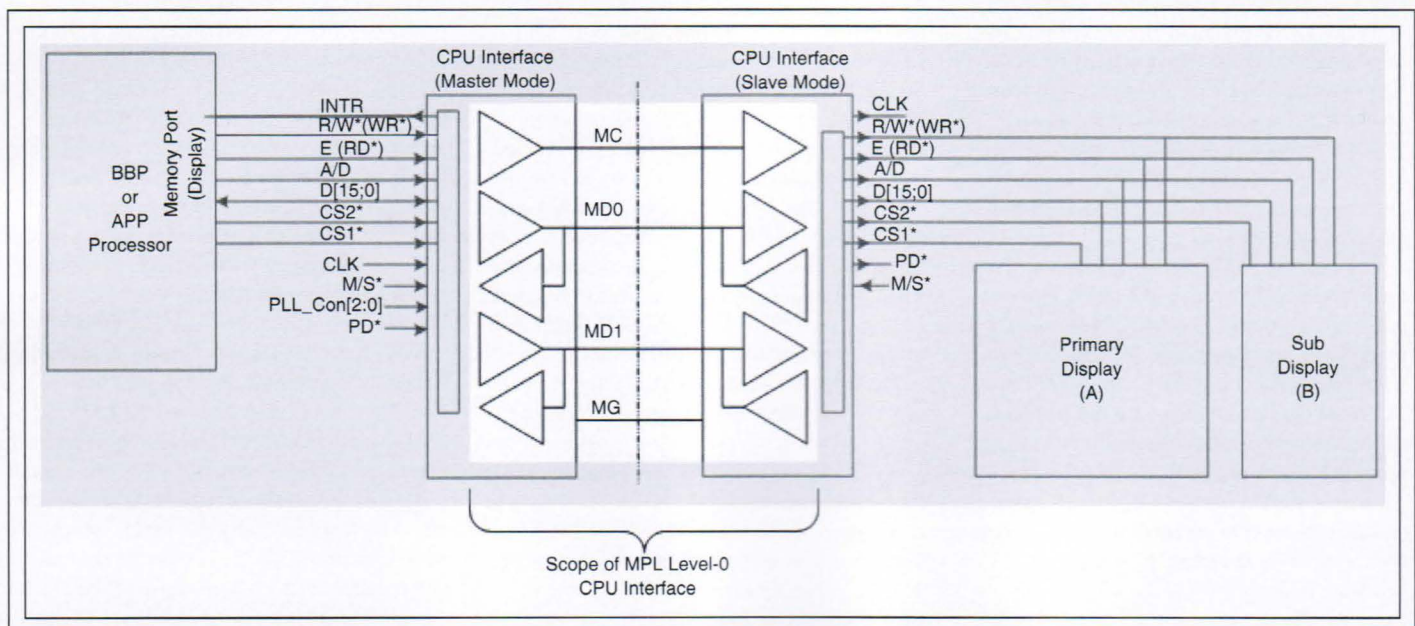 CPU Interface
(Master Mode)
CPU Interface
(Slave Mode)
BBP
or
APP
Processor
Memory Port
(Display)
INTR
R/W*(WR*)
E (RD*)
A/D
D[15;0]
CS2*
CS1*
CLK
M/S*
PLL_Con[2:0]
PD*
MC
MD0
MD1
MG
CLK
R/W*(WR*)
E (RD*)
A/D
D[15;0]
CS2*
CS1*
PD*
M/S*
Primary
Display
(A)
Sub
Display
(B)
Scope of MPL Level-0
CPU Interface